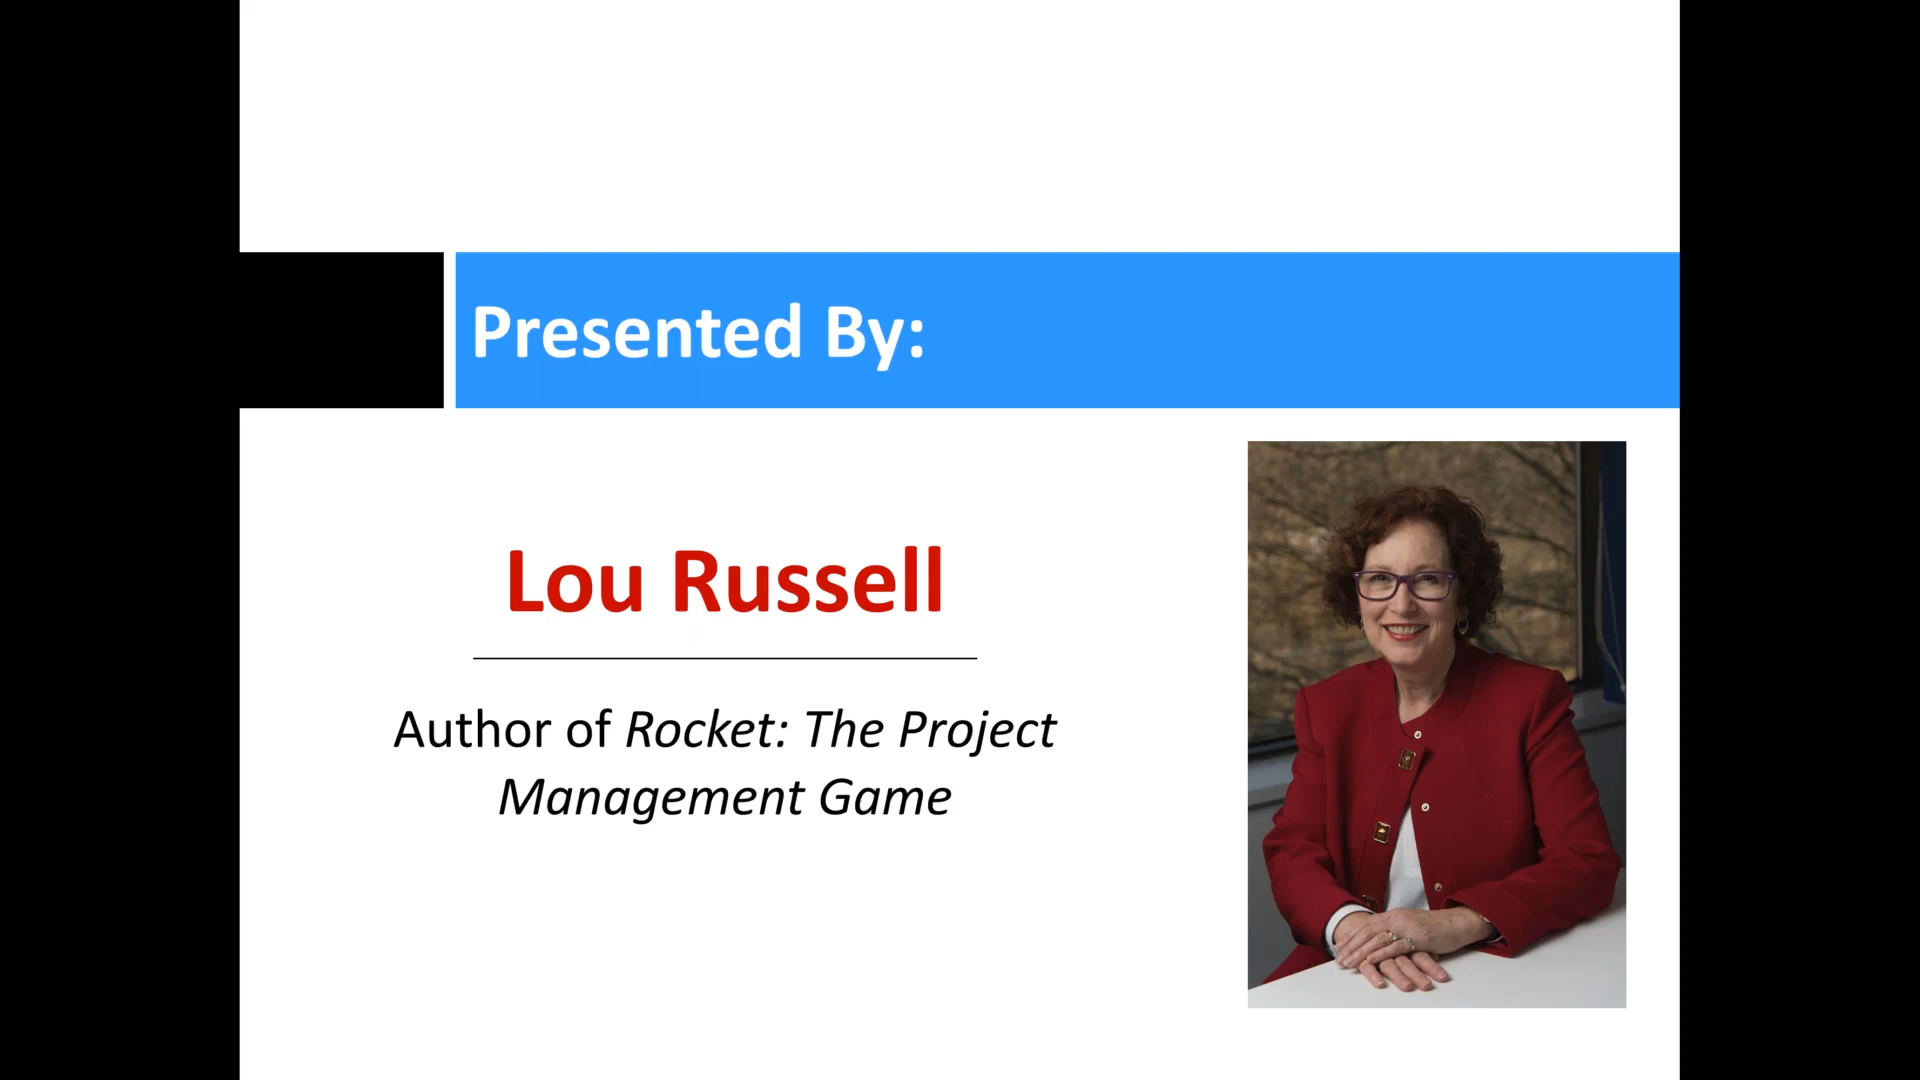 Presented By:
Lou Russell
Author of Rocket: The Project
Management Game